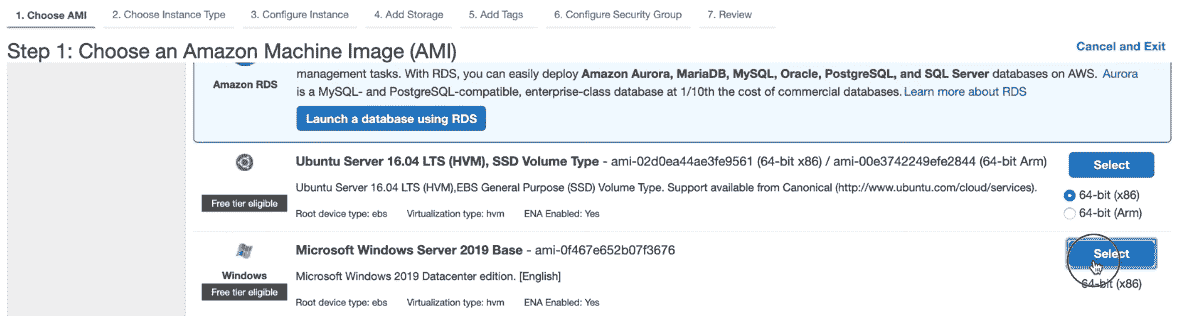 1. Choose AMI 2. Choose Instance Type 3. Configure Instance 4. Add Storage 5. Add Tags 6. Configure Security Group 7. Review
Step 1: Choose an Amazon Machine Image (AMI)
Cancel and Exit
Amazon RDS
management tasks. With RDS, you can easily deploy Amazon Aurora, MariaDB, MySQL, Oracle, PostgreSQL, and SQL Server databases on AWS. Aurora
is a MySQL- and PostgreSQL-compatible, enterprise-class database at 1/10th the cost of commercial databases. Learn more about RDS
Launch a database using RDS
Ubuntu Server 16.04 LTS (HVM), SSD Volume Type - ami-02d0ea44ae3fe9561 (64-bit x86) / ami-00e3742249efe2844 (64-bit Arm)
Select
Free tier eligible
Ubuntu Server 16.04 LTS (HVM),EBS General Purpose (SSD) Volume Type. Support available from Canonical (http://www.ubuntu.com/cloud/services).
64-bit (x86)
Root device type: ebs Virtualization type: hvm ENA Enabled: Yes
64-bit (Arm)
Microsoft Windows Server 2019 Base - ami-0f467e652b07f3676
Select
Windows
Free tier eligible
Microsoft Windows 2019 Datacenter edition. [English]
64-bit (x86)
Root device type: ebs Virtualization type: hvm ENA Enabled: Yes